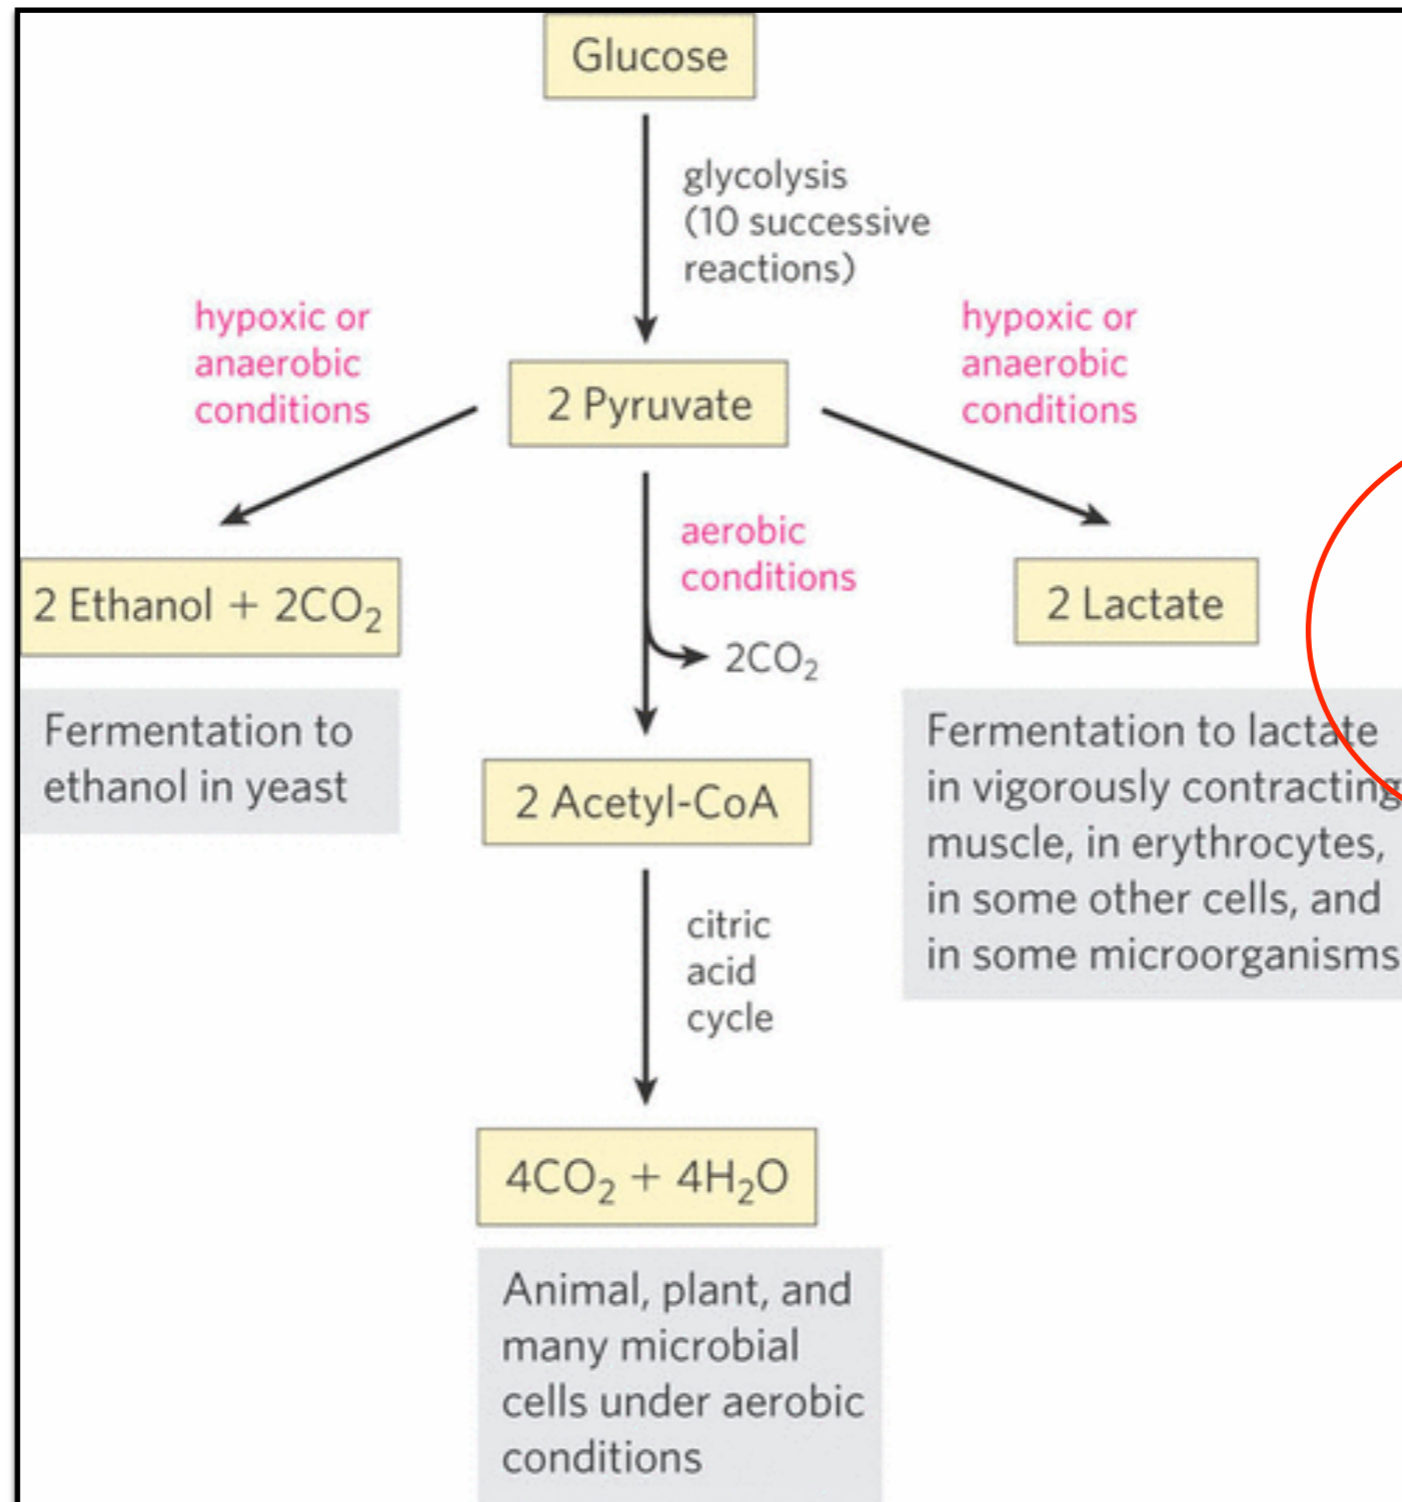 Glucose
glycolysis
(10 successive
reactions)
hypoxic or
anaerobic
conditions
hypoxic or
anaerobic
conditions
2 Pyruvate
aerobic
conditions
2 Ethanol + 2CO₂
2 Lactate
2CO₂
Fermentation to
ethanol in yeast
Fermentation to lactate
in vigorously contracting
muscle, in erythrocytes,
in some other cells, and
in some microorganisms
2 Acetyl-CoA
citric
acid
cycle
4CO₂ + 4H₂O
Animal, plant, and
many microbial
cells under aerobic
conditions